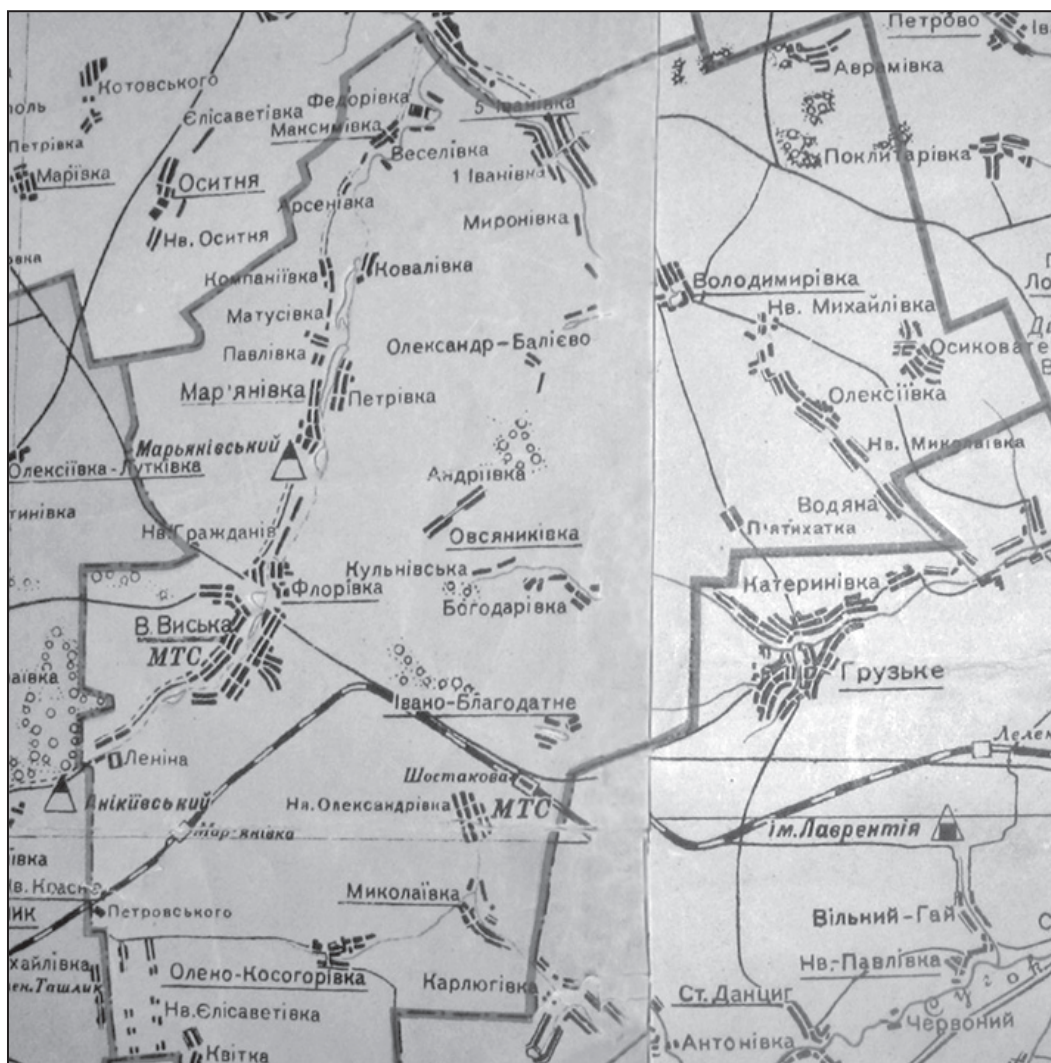 Петрово
Котовського
Аврамівка
Єлісаветівка
Федорівка
5 Іванівка
Максимівка
Петрівка
Веселівка
Поклитарівка
Маріївка
Оситня
1 Іванівка
Арсенівка
Миронівка
Нв. Оситня
Компаніївка
Ковалівка
Володимирівка
Матусівка
Нв. Михайлівка
Павлівка
Олександр-Балієво
Осиковате
Мар'янівка
Петрівка
Олексіївка
Марьянівський
Нв. Миколаївка
Олексіївка-Лутківка
Андріївка
Водяна
Нв. Гражданів
Овсяниківка
П'ятихатка
Кульнівська
Флорівка
Катеринівка
Богодарівка
В. Виська
МТС
Грузьке
Івано-Благодатне
Леніна
Шостакова
Анікіївський
Нв. Олександрівка
МТС
ім. Лаврентія
Мар'янівка
Миколаївка
Петровського
Вільний-Гай
Олено-Косогорівка
Нв.-Павлівка
Карлюгівка
Ст. Данциг
Нв. Єлісаветівка
Червоний
Антонівка
Квітка